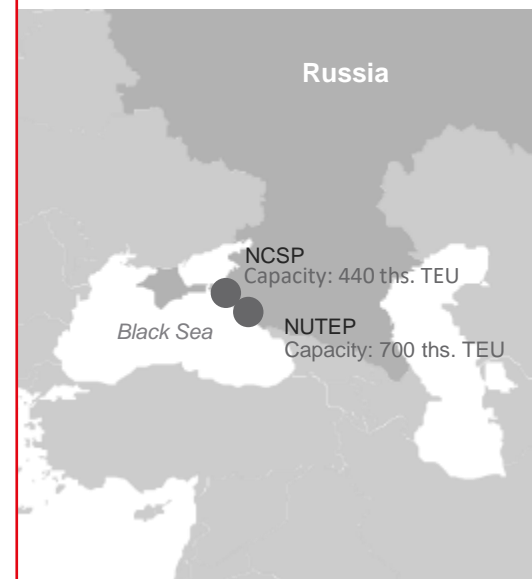 Russia
NCSP
Capacity: 440 ths. TEU
Black Sea
NUTEP
Capacity: 700 ths. TEU